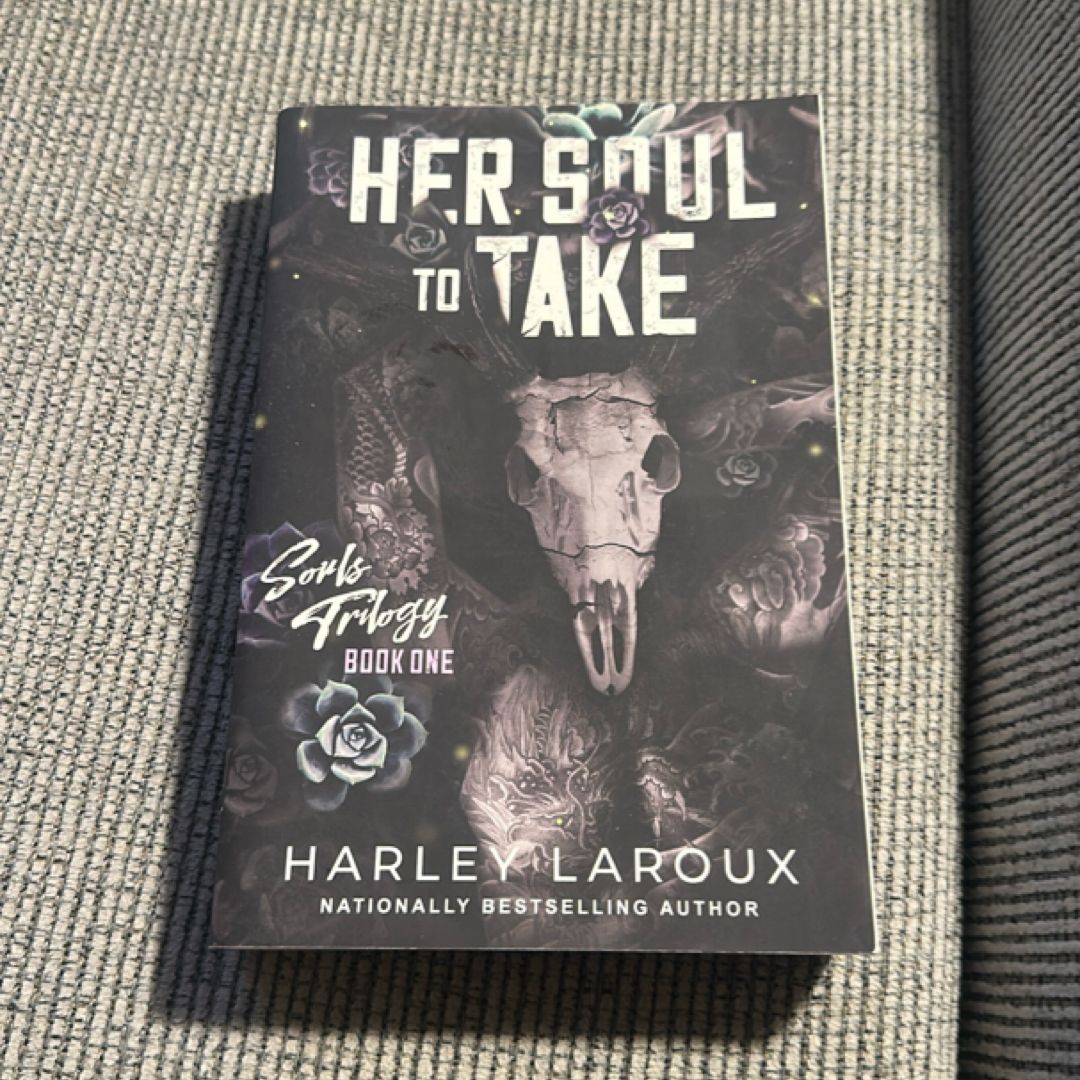 HER SOUL
TO TAKE
Souls
Trilogy
BOOK ONE
HARLEY LAROUX
NATIONALLY BESTSELLING AUTHOR